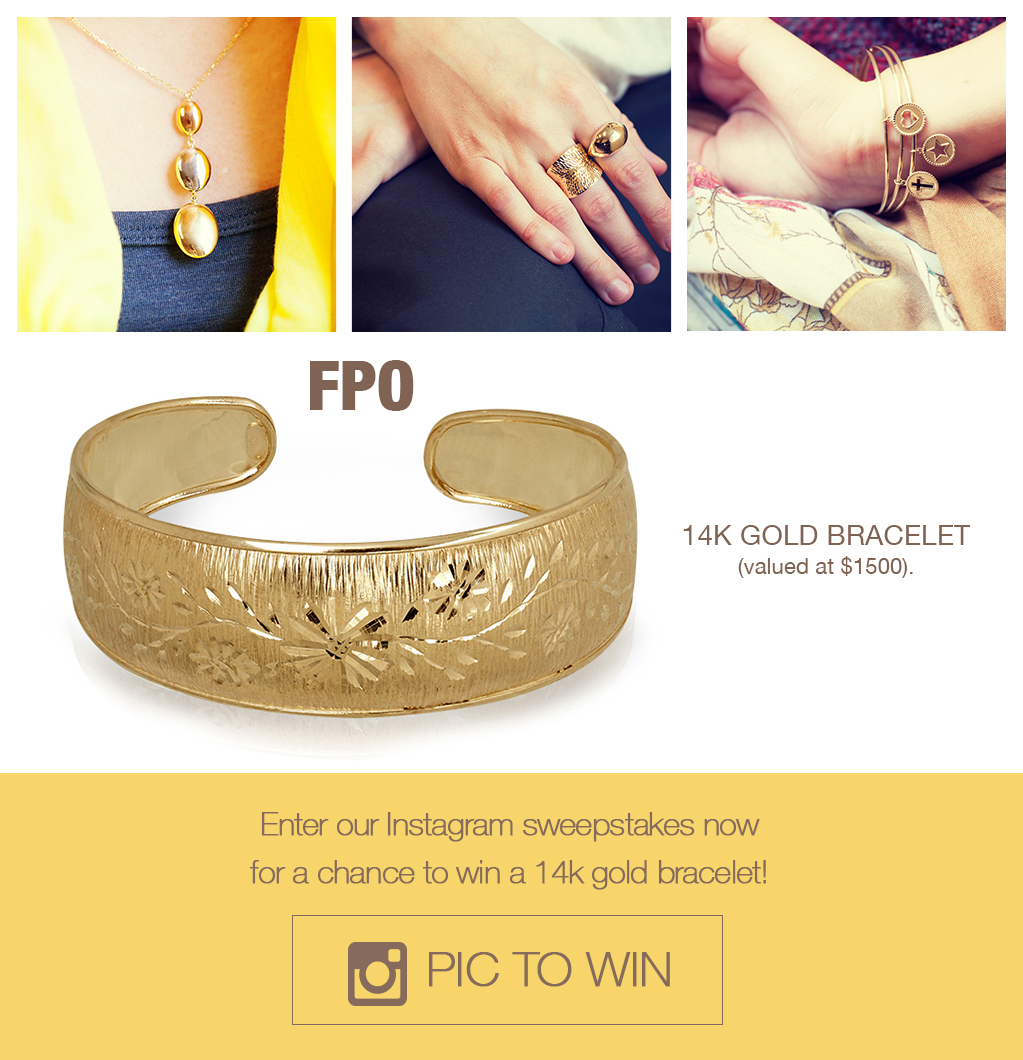 FPO
14K GOLD BRACELET
(valued at $1500).
Enter our Instagram sweepstakes now
for a chance to win a 14k gold bracelet!
PIC TO WIN